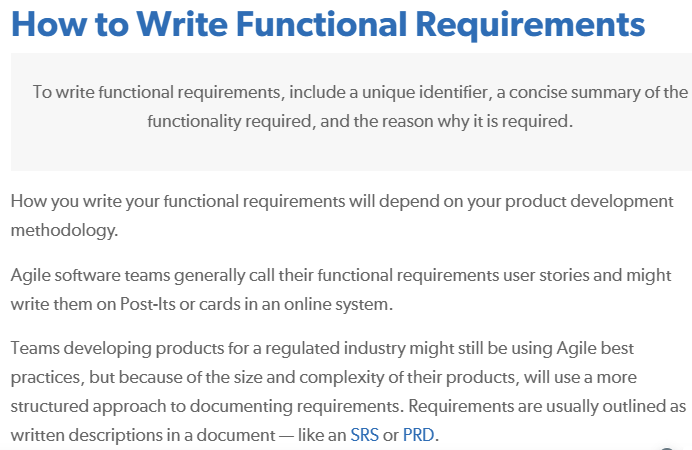 How to Write Functional Requirements
To write functional requirements, include a unique identifier, a concise summary of the
functionality required, and the reason why it is required.
How you write your functional requirements will depend on your product development
methodology.
Agile software teams generally call their functional requirements user stories and might
write them on Post-Its or cards in an online system.
Teams developing products for a regulated industry might still be using Agile best
practices, but because of the size and complexity of their products, will use a more
structured approach to documenting requirements. Requirements are usually outlined as
written descriptions in a document — like an SRS or PRD.